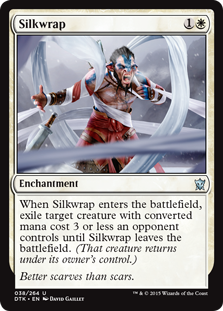 Silkwrap 1
Enchantment
When Silkwrap enters the battlefield,
exile target creature with converted
mana cost 3 or less an opponent
controls until Silkwrap leaves the
battlefield. (That creature returns
under its owner's control.)
Better scarves than scars.
038/264 U
DTK • EN DAVID GAILLET
™ & © 2015 Wizards of the Coast